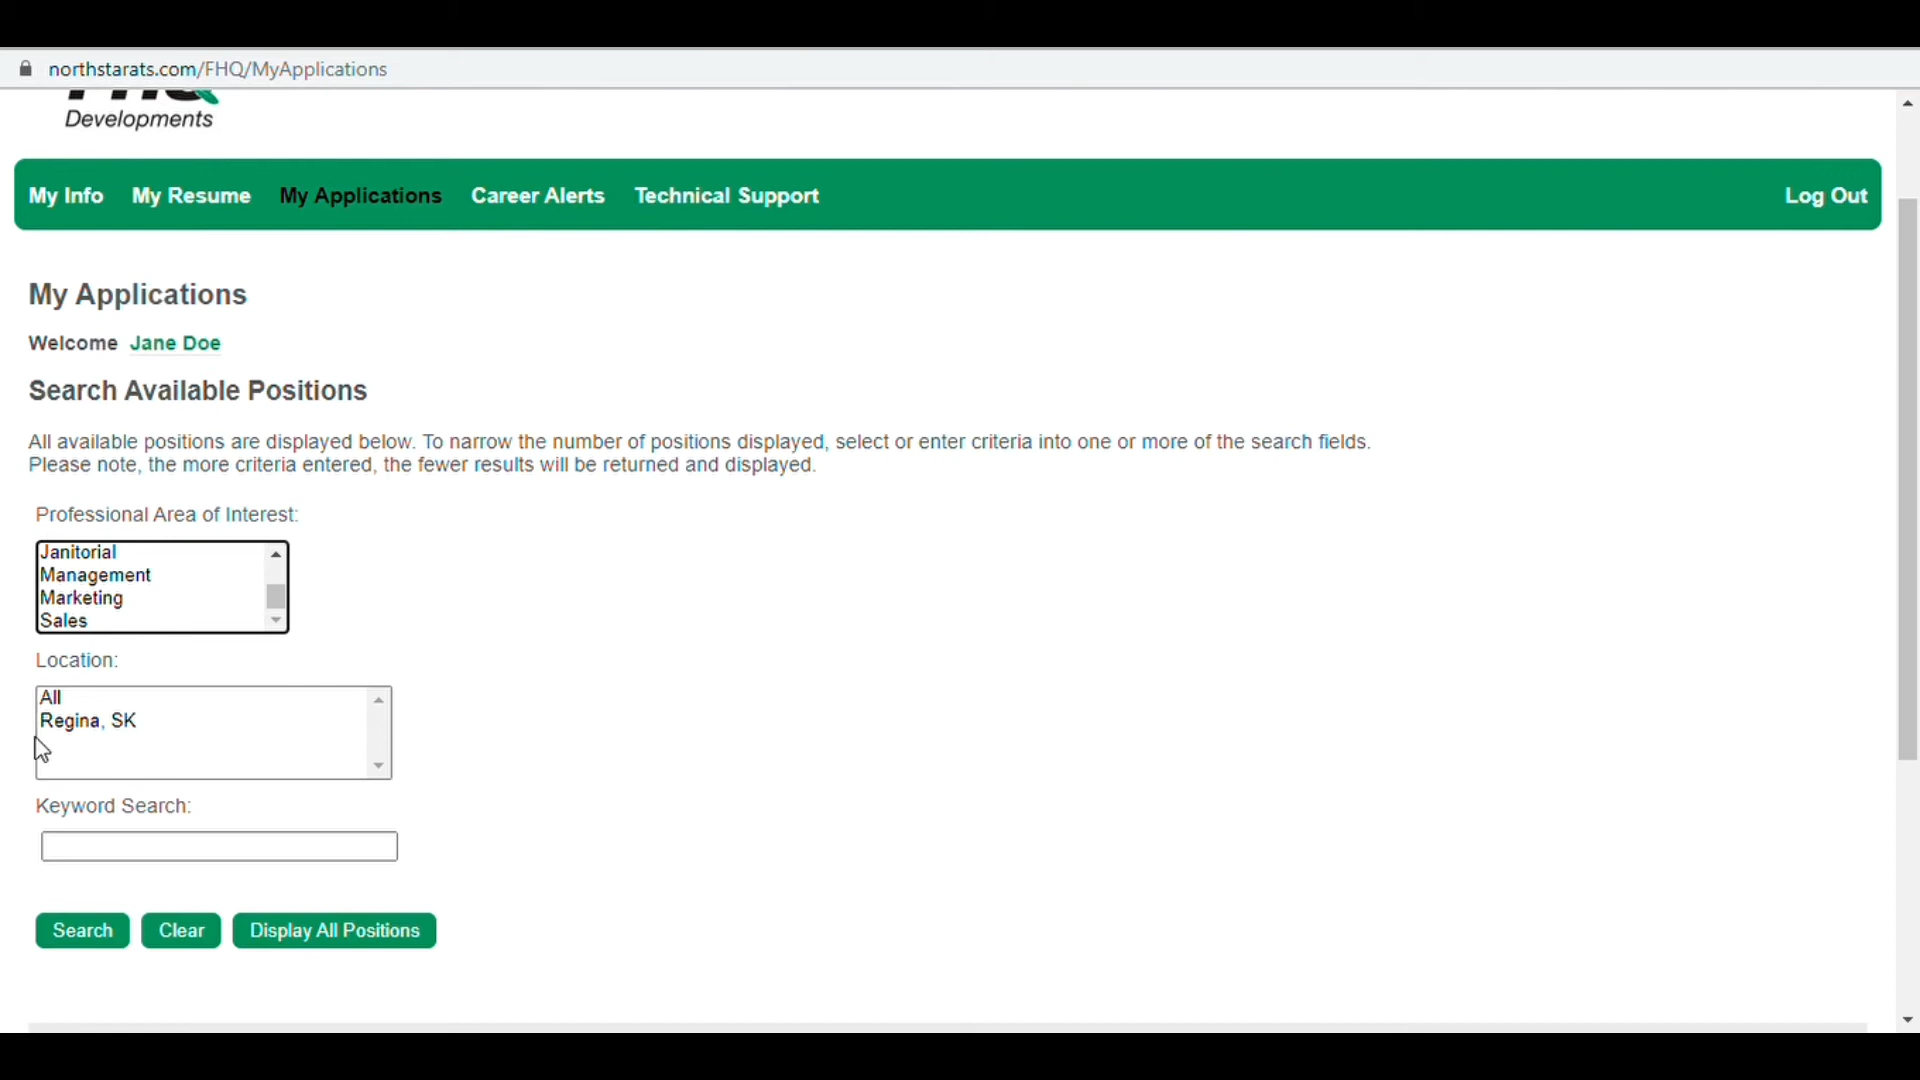 northstarats.com/FHQ/MyApplications
FHQ
Developments
My Info My Resume My Applications Career Alerts Technical Support Log Out
My Applications
Welcome Jane Doe
Search Available Positions
All available positions are displayed below. To narrow the number of positions displayed, select or enter criteria into one or more of the search fields.
Please note, the more criteria entered, the fewer results will be returned and displayed.
Professional Area of Interest:
Janitorial
Management
Marketing
Sales
Location:
All
Regina, SK
Keyword Search:
Search Clear Display All Positions